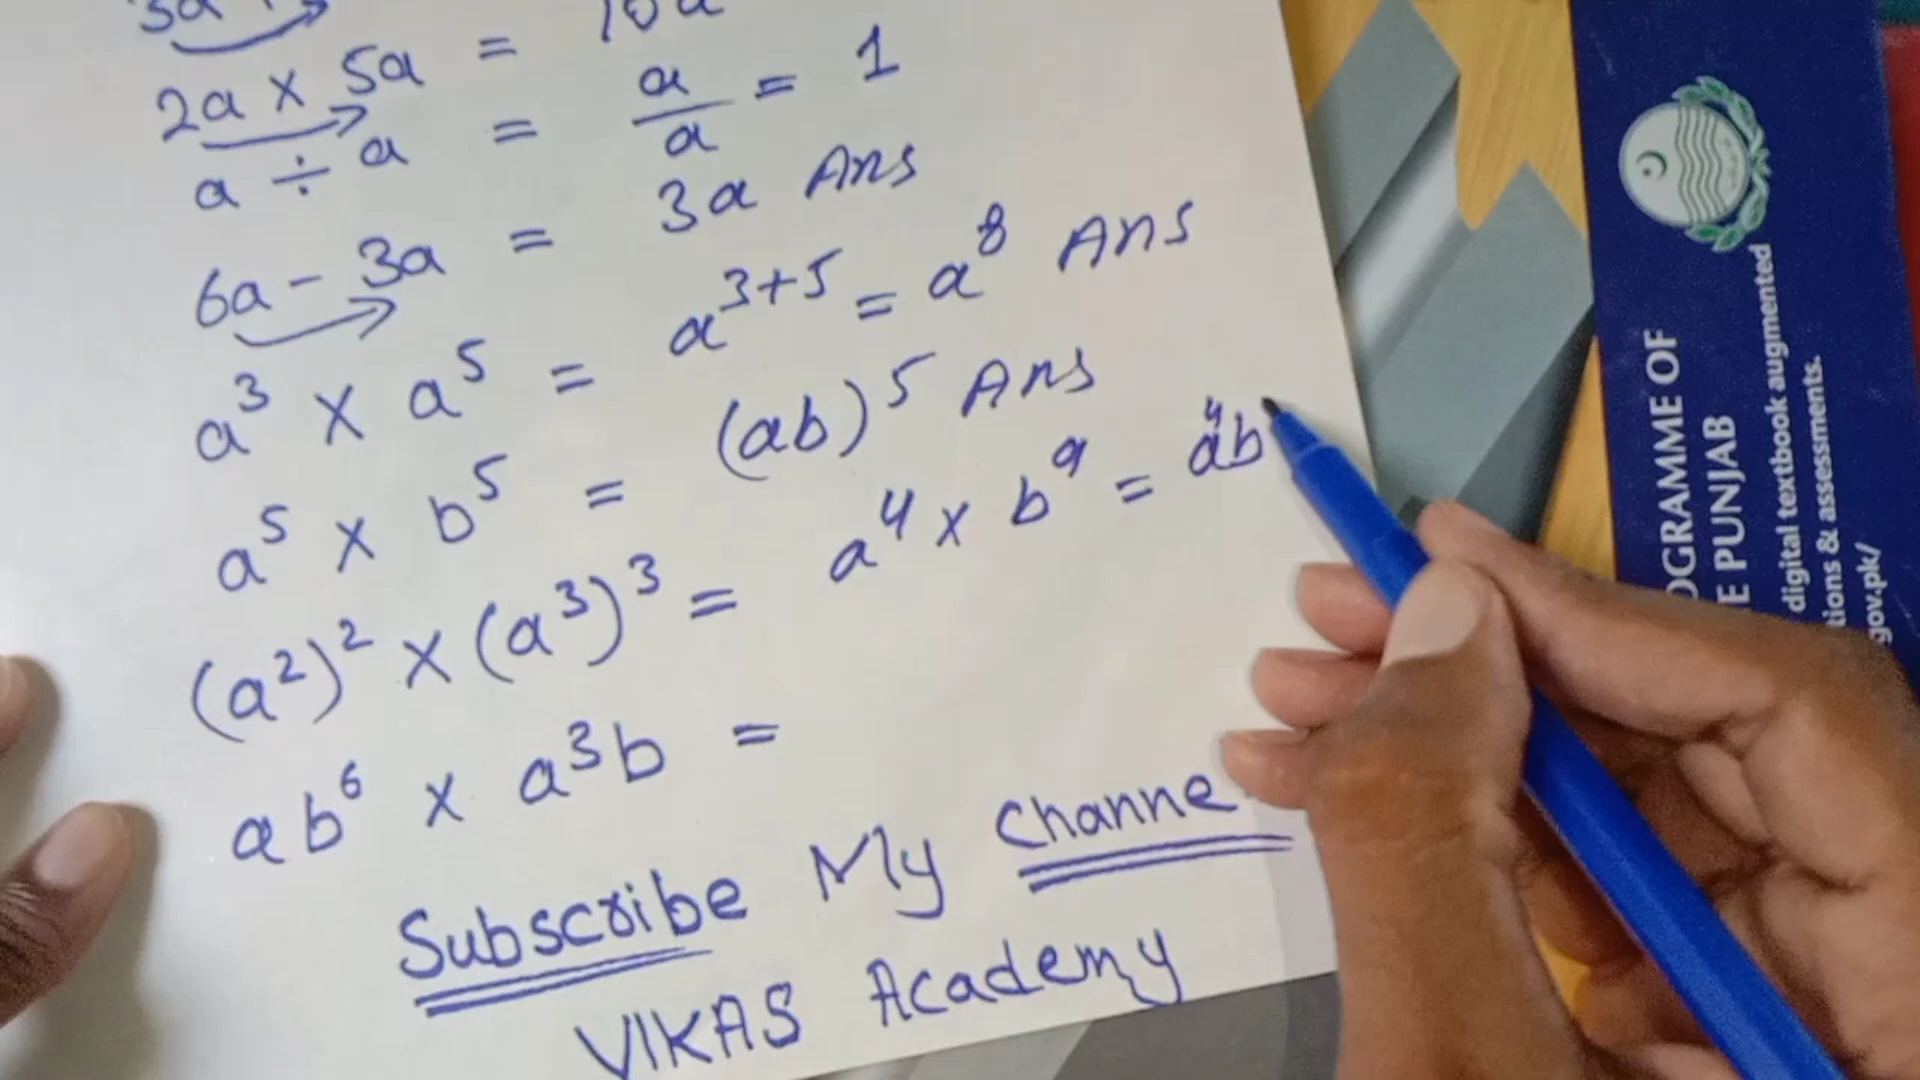 2a × 5a = 10a
a ÷ a = a/a = 1
6a - 3a = 3a Ans
a³ × a⁵ = a³⁺⁵ = a⁸ Ans
a⁵ × b⁵ = (ab)⁵ Ans
(a²)² × (a³)³ = a⁴ × b⁹ = a⁴b
ab⁶ × a³b =
Subscribe My Channe
VIKAS Academy
OGRAMME OF
E PUNJAB
digital textbook augmented
tions & assessments.
gov.pk/